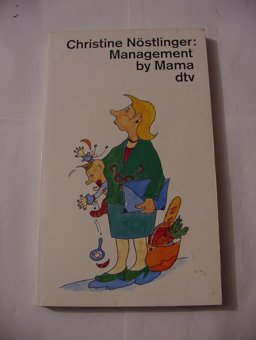 Christine Nöstlinger:
Management
by Mama
dtv